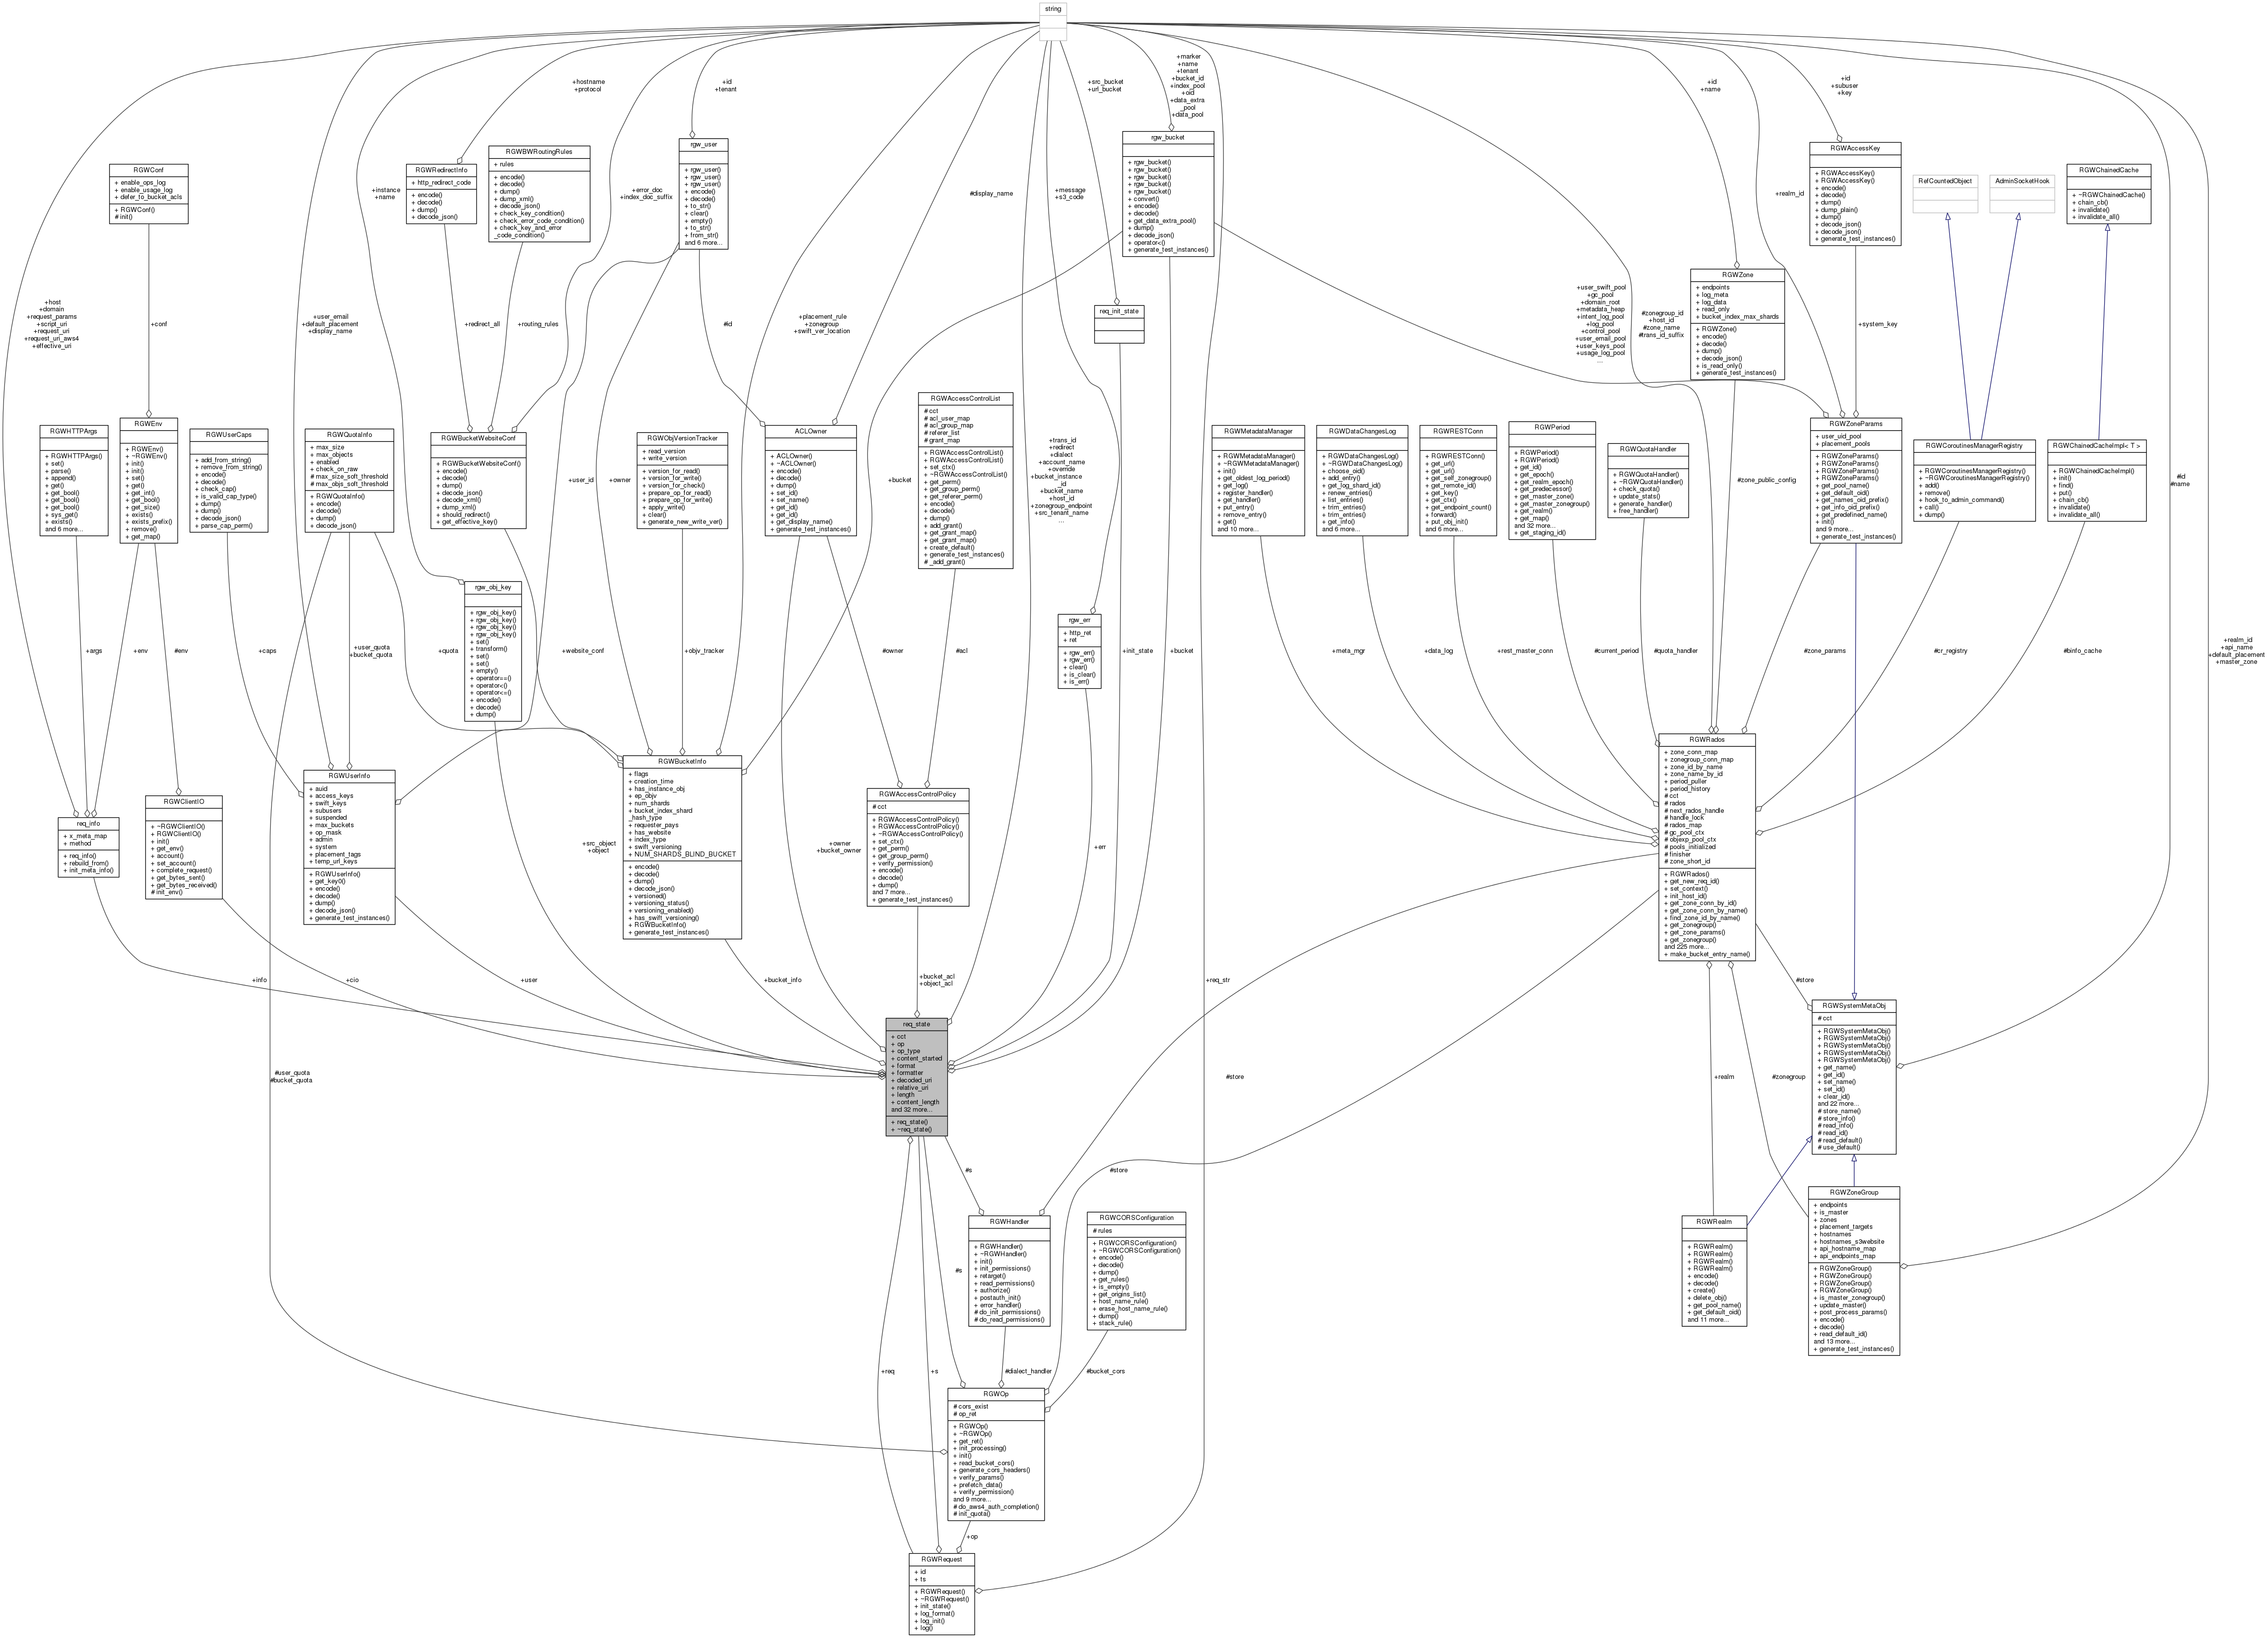 string
+hostname
+protocol
+id
+tenant
+src_bucket
+url_bucket
+marker
+name
+tenant
+bucket_id
+index_pool
+oid
+data_extra
_pool
+data_pool
+id
+name
+id
+subuser
+key
RGWConf
+ enable_ops_log
+ enable_usage_log
+ defer_to_bucket_acls
+ RGWConf()
# init()
+instance
+name
RGWRedirectInfo
+ http_redirect_code
+ encode()
+ decode()
+ dump()
+ decode_json()
RGWBWRoutingRules
+ rules
+ encode()
+ decode()
+ dump()
+ dump_xml()
+ decode_json()
+ check_key_condition()
+ check_error_code_condition()
+ check_key_and_error
_code_condition()
+error_doc
+index_doc_suffix
rgw_user
+ rgw_user()
+ rgw_user()
+ rgw_user()
+ encode()
+ decode()
+ to_str()
+ clear()
+ empty()
+ to_str()
+ from_str()
and 6 more...
#display_name
+message
+s3_code
rgw_bucket
+ rgw_bucket()
+ rgw_bucket()
+ rgw_bucket()
+ rgw_bucket()
+ rgw_bucket()
+ convert()
+ encode()
+ decode()
+ get_data_extra_pool()
+ dump()
+ decode_json()
+ operator<()
+ generate_test_instances()
+realm_id
RGWAccessKey
+ RGWAccessKey()
+ RGWAccessKey()
+ encode()
+ decode()
+ dump()
+ dump_plain()
+ dump()
+ decode_json()
+ decode_json()
+ generate_test_instances()
RefCountedObject
AdminSocketHook
RGWChainedCache
+ ~RGWChainedCache()
+ chain_cb()
+ invalidate()
+ invalidate_all()
+host
+domain
+request_params
+script_uri
+request_uri
+request_uri_aws4
+effective_uri
+conf
+user_email
+default_placement
+display_name
+redirect_all
+routing_rules
#id
+placement_rule
+zonegroup
+swift_ver_location
req_init_state
+user_swift_pool
+gc_pool
+domain_root
+metadata_heap
+intent_log_pool
+log_pool
+control_pool
+user_email_pool
+user_keys_pool
+usage_log_pool
...
#zonegroup_id
+host_id
#zone_name
#trans_id_suffix
RGWZone
+ endpoints
+ log_meta
+ log_data
+ read_only
+ bucket_index_max_shards
+ RGWZone()
+ encode()
+ decode()
+ dump()
+ decode_json()
+ is_read_only()
+ generate_test_instances()
+system_key
RGWHTTPArgs
+ RGWHTTPArgs()
+ set()
+ parse()
+ append()
+ get()
+ get_bool()
+ get_bool()
+ get_bool()
+ sys_get()
+ exists()
and 6 more...
RGWEnv
+ RGWEnv()
+ ~RGWEnv()
+ init()
+ init()
+ set()
+ get()
+ get_int()
+ get_bool()
+ get_size()
+ exists()
+ exists_prefix()
+ remove()
+ get_map()
RGWUserCaps
+ add_from_string()
+ remove_from_string()
+ encode()
+ decode()
+ check_cap()
+ is_valid_cap_type()
+ dump()
+ dump()
+ decode_json()
+ parse_cap_perm()
RGWQuotaInfo
+ max_size
+ max_objects
+ enabled
+ check_on_raw
# max_size_soft_threshold
# max_objs_soft_threshold
+ RGWQuotaInfo()
+ encode()
+ decode()
+ dump()
+ decode_json()
RGWBucketWebsiteConf
+ RGWBucketWebsiteConf()
+ encode()
+ decode()
+ dump()
+ decode_json()
+ decode_xml()
+ dump_xml()
+ should_redirect()
+ get_effective_key()
+user_id
+owner
RGWObjVersionTracker
+ read_version
+ write_version
+ version_for_read()
+ version_for_write()
+ version_for_check()
+ prepare_op_for_read()
+ prepare_op_for_write()
+ apply_write()
+ clear()
+ generate_new_write_ver()
ACLOwner
+ ACLOwner()
+ ~ACLOwner()
+ encode()
+ decode()
+ dump()
+ set_id()
+ set_name()
+ get_id()
+ get_id()
+ get_display_name()
+ generate_test_instances()
+bucket
RGWAccessControlList
# cct
# acl_user_map
# acl_group_map
# referer_list
# grant_map
+ RGWAccessControlList()
+ RGWAccessControlList()
+ set_ctx()
+ ~RGWAccessControlList()
+ get_perm()
+ get_group_perm()
+ get_referer_perm()
+ encode()
+ decode()
+ dump()
+ add_grant()
+ get_grant_map()
+ get_grant_map()
+ create_default()
+ generate_test_instances()
# _add_grant()
+trans_id
+redirect
+dialect
+account_name
+override
+bucket_instance
_id
+bucket_name
+host_id
+zonegroup_endpoint
+src_tenant_name
...
RGWMetadataManager
+ RGWMetadataManager()
+ ~RGWMetadataManager()
+ init()
+ get_oldest_log_period()
+ get_log()
+ register_handler()
+ get_handler()
+ put_entry()
+ remove_entry()
+ get()
and 10 more...
RGWDataChangesLog
+ RGWDataChangesLog()
+ ~RGWDataChangesLog()
+ choose_oid()
+ add_entry()
+ get_log_shard_id()
+ renew_entries()
+ list_entries()
+ trim_entries()
+ trim_entries()
+ get_info()
and 6 more...
RGWRESTConn
+ RGWRESTConn()
+ get_url()
+ get_url()
+ get_self_zonegroup()
+ get_remote_id()
+ get_key()
+ get_ctx()
+ get_endpoint_count()
+ forward()
+ put_obj_init()
and 6 more...
RGWPeriod
+ RGWPeriod()
+ RGWPeriod()
+ get_id()
+ get_epoch()
+ get_realm_epoch()
+ get_predecessor()
+ get_master_zone()
+ get_master_zonegroup()
+ get_realm()
+ get_map()
and 32 more...
+ get_staging_id()
RGWQuotaHandler
+ RGWQuotaHandler()
+ ~RGWQuotaHandler()
+ check_quota()
+ update_stats()
+ generate_handler()
+ free_handler()
#zone_public_config
RGWZoneParams
+ user_uid_pool
+ placement_pools
+ RGWZoneParams()
+ RGWZoneParams()
+ RGWZoneParams()
+ RGWZoneParams()
+ get_pool_name()
+ get_default_oid()
+ get_names_oid_prefix()
+ get_info_oid_prefix()
+ get_predefined_name()
+ init()
and 9 more...
+ generate_test_instances()
RGWCoroutinesManagerRegistry
+ RGWCoroutinesManagerRegistry()
+ ~RGWCoroutinesManagerRegistry()
+ add()
+ remove()
+ hook_to_admin_command()
+ call()
+ dump()
RGWChainedCacheImpl< T >
+ RGWChainedCacheImpl()
+ init()
+ find()
+ put()
+ chain_cb()
+ invalidate()
+ invalidate_all()
#id
#name
+args
+env
#env
+caps
+user_quota
+bucket_quota
+quota
rgw_obj_key
+ rgw_obj_key()
+ rgw_obj_key()
+ rgw_obj_key()
+ rgw_obj_key()
+ set()
+ transform()
+ set()
+ set()
+ empty()
+ operator==()
+ operator<()
+ operator<=()
+ encode()
+ decode()
+ dump()
+website_conf
+objv_tracker
#owner
#acl
rgw_err
+ http_ret
+ ret
+ rgw_err()
+ rgw_err()
+ clear()
+ is_clear()
+ is_err()
+init_state
+bucket
+meta_mgr
+data_log
+rest_master_conn
#current_period
#quota_handler
#zone_params
#cr_registry
#binfo_cache
+realm_id
+api_name
+default_placement
+master_zone
req_info
+ x_meta_map
+ method
+ req_info()
+ rebuild_from()
+ init_meta_info()
RGWClientIO
+ ~RGWClientIO()
+ RGWClientIO()
+ init()
+ get_env()
+ account()
+ set_account()
+ complete_request()
+ get_bytes_sent()
+ get_bytes_received()
# init_env()
RGWUserInfo
+ auid
+ access_keys
+ swift_keys
+ subusers
+ suspended
+ max_buckets
+ op_mask
+ admin
+ system
+ placement_tags
+ temp_url_keys
+ RGWUserInfo()
+ get_key0()
+ encode()
+ decode()
+ dump()
+ decode_json()
+ generate_test_instances()
+src_object
+object
RGWBucketInfo
+ flags
+ creation_time
+ has_instance_obj
+ ep_objv
+ num_shards
+ bucket_index_shard
_hash_type
+ requester_pays
+ has_website
+ index_type
+ swift_versioning
+ NUM_SHARDS_BLIND_BUCKET
+ encode()
+ decode()
+ dump()
+ decode_json()
+ versioned()
+ versioning_status()
+ versioning_enabled()
+ has_swift_versioning()
+ RGWBucketInfo()
+ generate_test_instances()
+owner
+bucket_owner
RGWAccessControlPolicy
# cct
+ RGWAccessControlPolicy()
+ RGWAccessControlPolicy()
+ ~RGWAccessControlPolicy()
+ set_ctx()
+ get_perm()
+ get_group_perm()
+ verify_permission()
+ encode()
+ decode()
+ dump()
and 7 more...
+ generate_test_instances()
+err
RGWRados
+ zone_conn_map
+ zonegroup_conn_map
+ zone_id_by_name
+ zone_name_by_id
+ period_puller
+ period_history
# cct
# rados
# next_rados_handle
# handle_lock
# rados_map
# gc_pool_ctx
# objexp_pool_ctx
# pools_initialized
# finisher
# zone_short_id
+ RGWRados()
+ get_new_req_id()
+ set_context()
+ init_host_id()
+ get_zone_conn_by_id()
+ get_zone_conn_by_name()
+ find_zone_id_by_name()
+ get_zonegroup()
+ get_zone_params()
+ get_zonegroup()
and 225 more...
+ make_bucket_entry_name()
+info
+cio
+user
+bucket_info
+bucket_acl
+object_acl
+req_str
#store
req_state
+ cct
+ op
+ op_type
+ content_started
+ format
+ formatter
+ decoded_uri
+ relative_uri
+ length
+ content_length
and 32 more...
+ req_state()
+ ~req_state()
RGWSystemMetaObj
# cct
+ RGWSystemMetaObj()
+ RGWSystemMetaObj()
+ RGWSystemMetaObj()
+ RGWSystemMetaObj()
+ RGWSystemMetaObj()
+ get_name()
+ get_id()
+ set_name()
+ set_id()
+ clear_id()
and 22 more...
# store_name()
# store_info()
# read_info()
# read_id()
# read_default()
# use_default()
#user_quota
#bucket_quota
#store
+realm
#zonegroup
#s
#store
#s
RGWHandler
+ RGWHandler()
+ ~RGWHandler()
+ init()
+ init_permissions()
+ retarget()
+ read_permissions()
+ authorize()
+ postauth_init()
+ error_handler()
# do_init_permissions()
# do_read_permissions()
RGWCORSConfiguration
# rules
+ RGWCORSConfiguration()
+ ~RGWCORSConfiguration()
+ encode()
+ decode()
+ dump()
+ get_rules()
+ is_empty()
+ get_origins_list()
+ host_name_rule()
+ erase_host_name_rule()
+ dump()
+ stack_rule()
RGWRealm
+ RGWRealm()
+ RGWRealm()
+ RGWRealm()
+ RGWRealm()
+ encode()
+ decode()
+ create()
+ delete_obj()
+ get_pool_name()
+ get_default_oid()
and 11 more...
RGWZoneGroup
+ endpoints
+ is_master
+ zones
+ placement_targets
+ hostnames
+ hostnames_s3website
+ api_hostname_map
+ api_endpoints_map
+ RGWZoneGroup()
+ RGWZoneGroup()
+ RGWZoneGroup()
+ RGWZoneGroup()
+ is_master_zonegroup()
+ update_master()
+ post_process_params()
+ encode()
+ decode()
+ read_default_id()
and 13 more...
+ generate_test_instances()
+req
+s
#dialect_handler
#bucket_cors
RGWOp
# cors_exist
# op_ret
+ RGWOp()
+ ~RGWOp()
+ get_ret()
+ init_processing()
+ init()
+ read_bucket_cors()
+ generate_cors_headers()
+ verify_params()
+ prefetch_data()
+ verify_permission()
and 9 more...
# do_aws4_auth_completion()
# init_quota()
+op
RGWRequest
+ id
+ ts
+ RGWRequest()
+ ~RGWRequest()
+ init_state()
+ log_format()
+ log_init()
+ log()